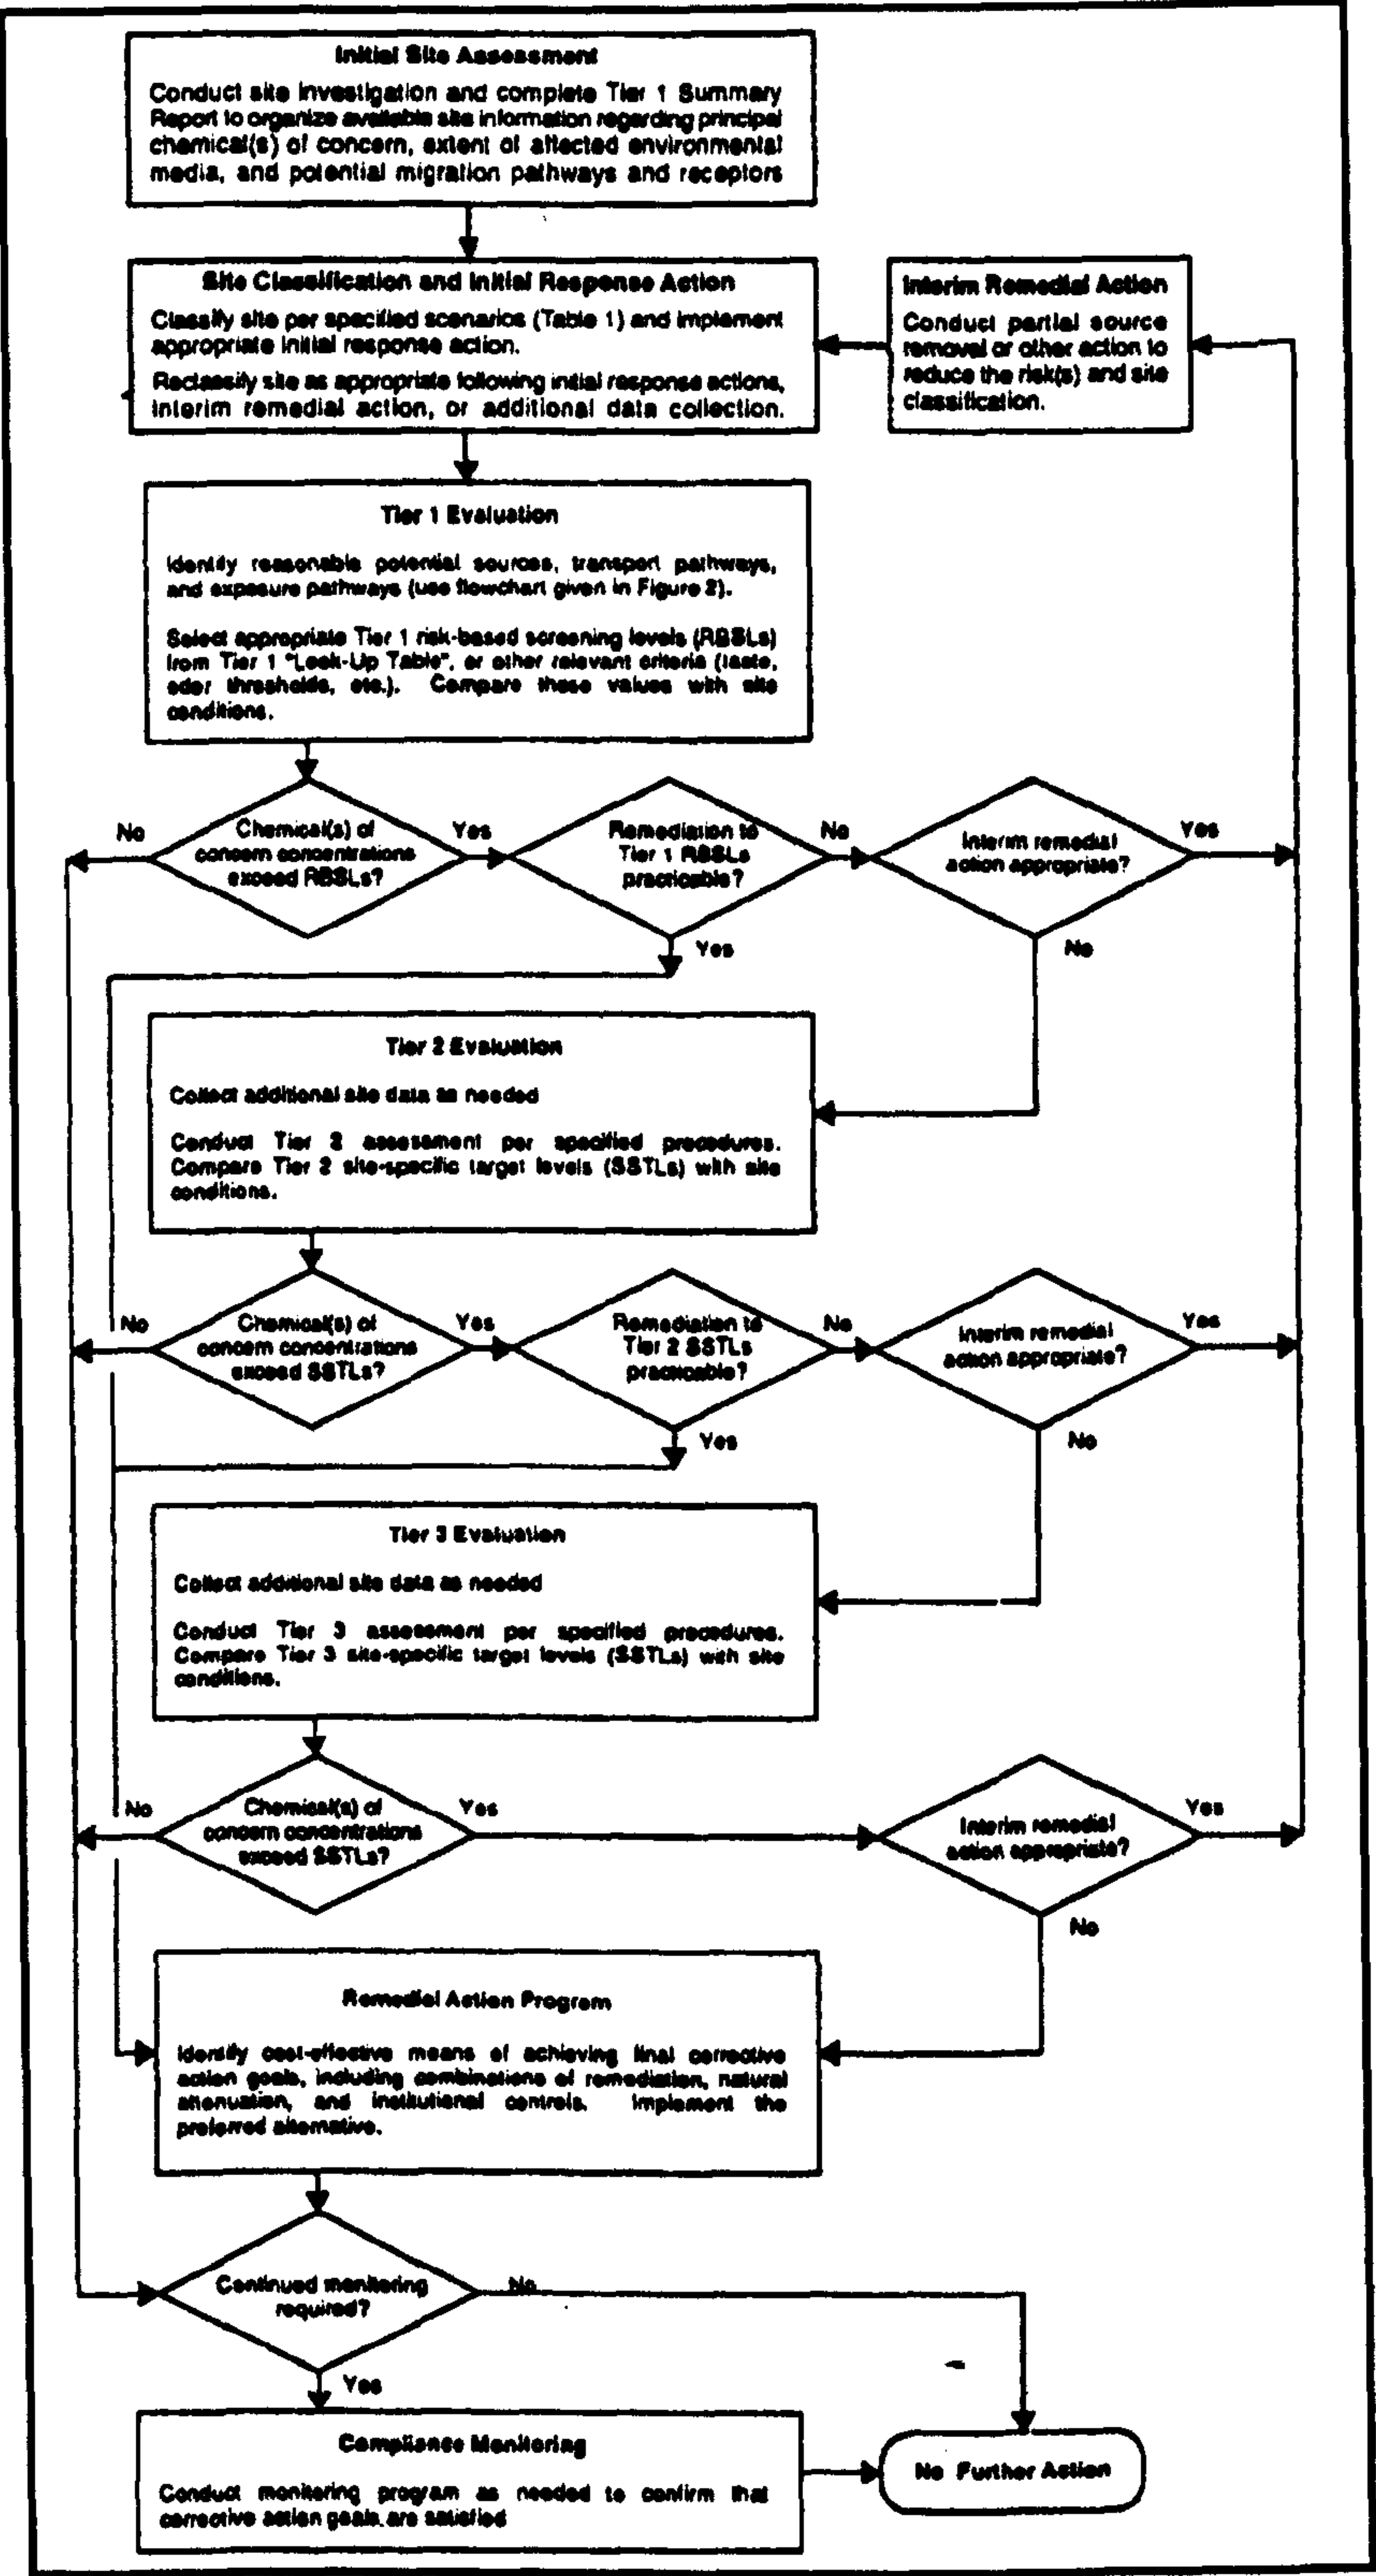 Initial Site Assessment
Conduct site investigation and complete Tier 1 Summary
Report to organize available site information regarding principal
chemical(s) of concern, extent of affected environmental
media, and potential migration pathways and receptors
Site Classification and Initial Response Action
Classify site per specified scenarios (Table 1) and implement
appropriate initial response action.
Reclassify site as appropriate following initial response actions,
interim remedial action, or additional data collection.
Interim Remedial Action
Conduct partial source
removal or other action to
reduce the risk(s) and site
classification.
Tier 1 Evaluation
Identify reasonable potential sources, transport pathways,
and exposure pathways (use flowchart given in Figure 2).
Select appropriate Tier 1 risk-based screening levels (RBSLs)
from Tier 1 "Look-Up Table", or other relevant criteria (taste,
odor thresholds, etc.). Compare these values with site
conditions.
No
Chemical(s) of
concern concentrations
exceed RBSLs?
Yes
Remediation to
Tier 1 RBSLs
practicable?
No
Interim remedial
action appropriate?
Yes
Yes
No
Tier 2 Evaluation
Collect additional site data as needed
Conduct Tier 2 assessment per specified procedures.
Compare Tier 2 site-specific target levels (SSTLs) with site
conditions.
No
Chemical(s) of
concern concentrations
exceed SSTLs?
Yes
Remediation to
Tier 2 SSTLs
practicable?
No
Interim remedial
action appropriate?
Yes
Yes
No
Tier 3 Evaluation
Collect additional site data as needed
Conduct Tier 3 assessment per specified procedures.
Compare Tier 3 site-specific target levels (SSTLs) with site
conditions.
No
Chemical(s) of
concern concentrations
exceed SSTLs?
Yes
Interim remedial
action appropriate?
Yes
No
Remedial Action Program
Identify cost-effective means of achieving final corrective
action goals, including combinations of remediation, natural
attenuation, and institutional controls. Implement the
preferred alternative.
Continued monitoring
required?
No
Yes
Compliance Monitoring
Conduct monitoring program as needed to confirm that
corrective action goals are satisfied
No Further Action